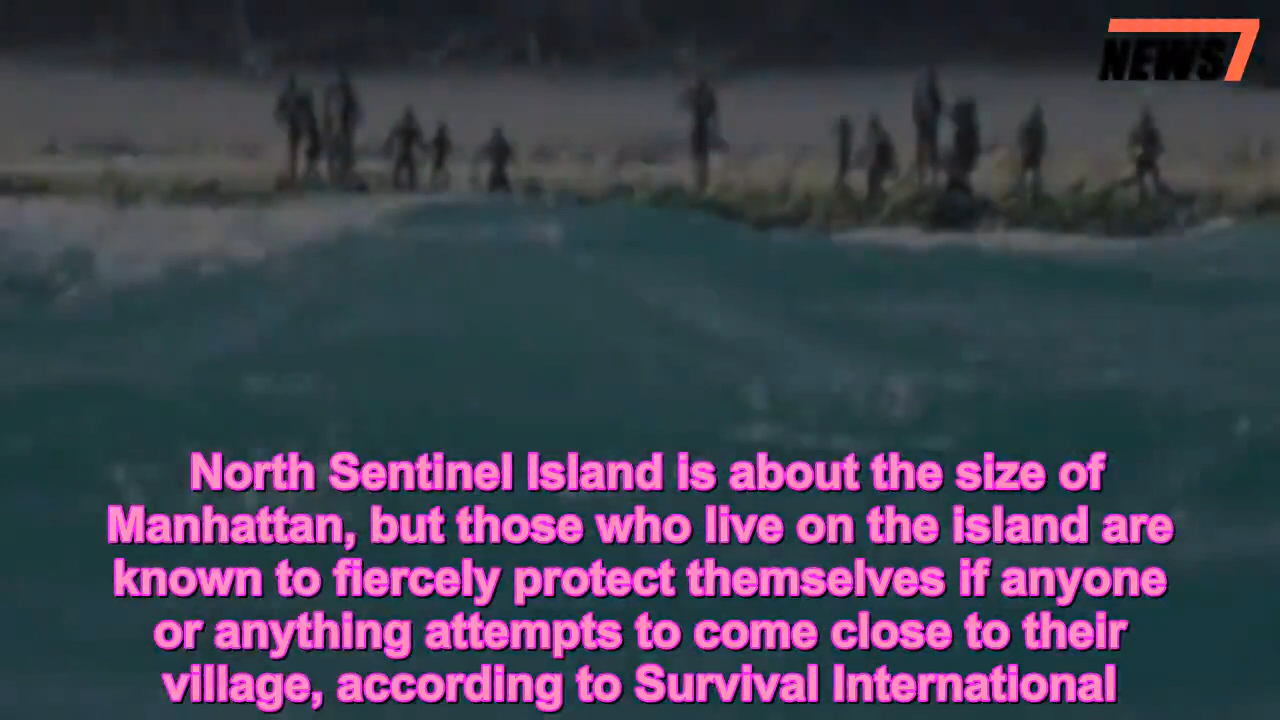 NEWS7
North Sentinel Island is about the size of
Manhattan, but those who live on the island are
known to fiercely protect themselves if anyone
or anything attempts to come close to their
village, according to Survival International